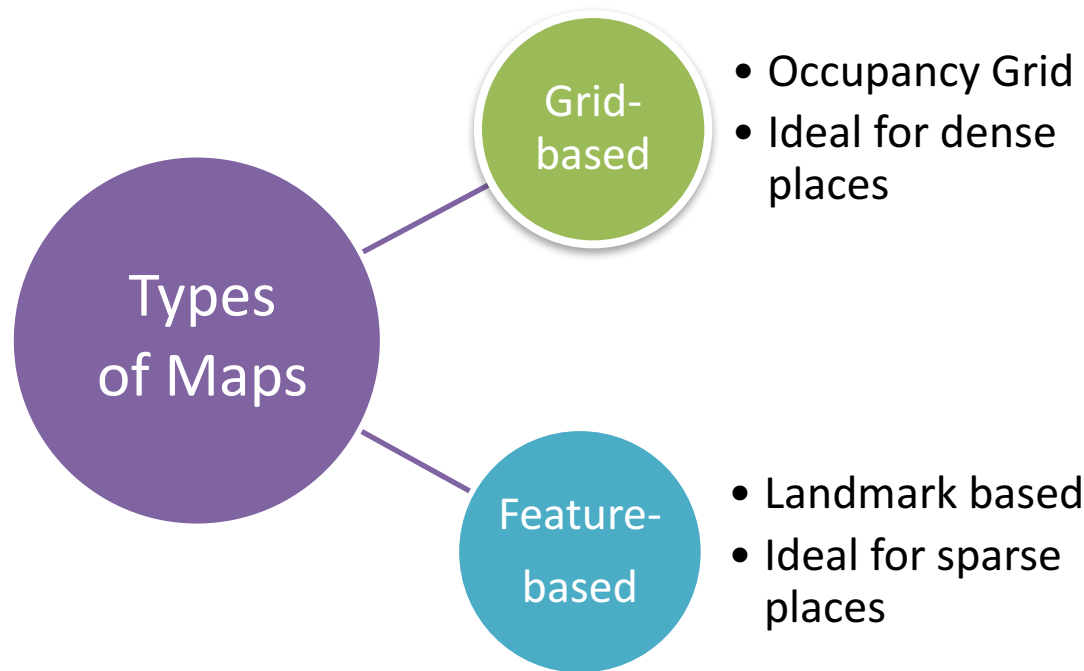 Types
of Maps
Grid-
based
• Occupancy Grid
• Ideal for dense
places
Feature-
based
• Landmark based
• Ideal for sparse
places